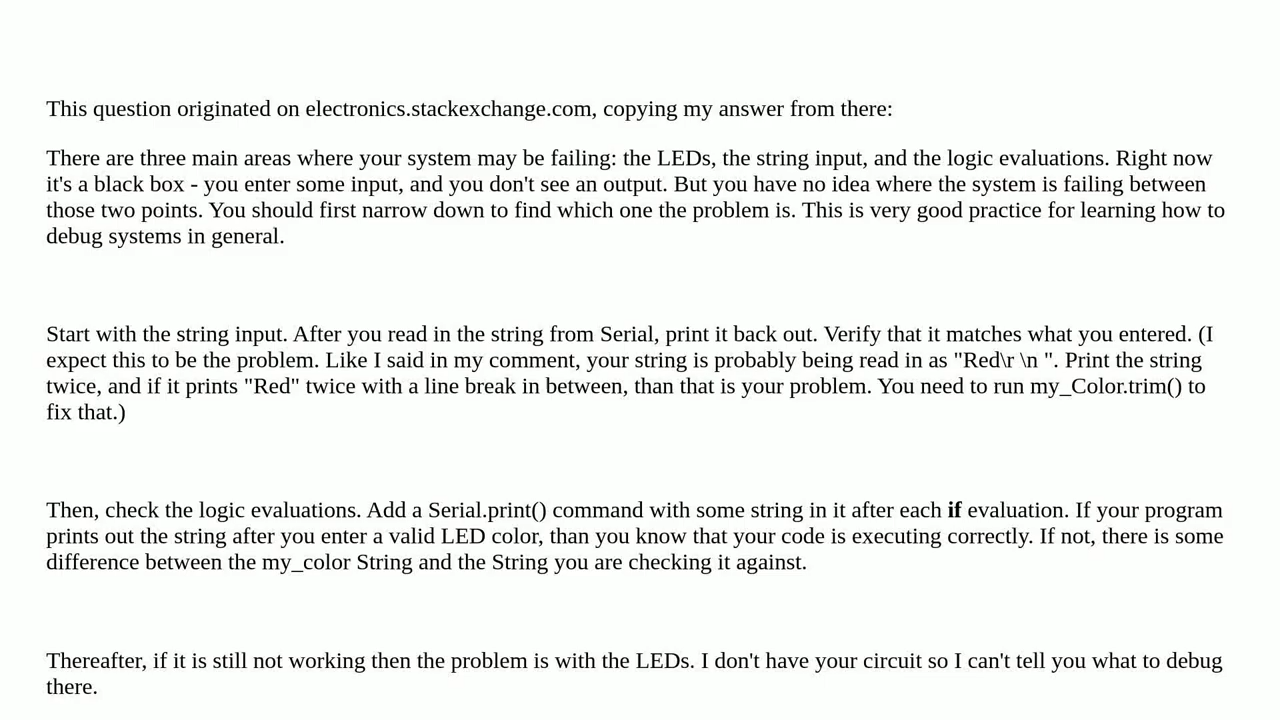 This question originated on electronics.stackexchange.com, copying my answer from there:
There are three main areas where your system may be failing: the LEDs, the string input, and the logic evaluations. Right now
it's a black box - you enter some input, and you don't see an output. But you have no idea where the system is failing between
those two points. You should first narrow down to find which one the problem is. This is very good practice for learning how to
debug systems in general.
Start with the string input. After you read in the string from Serial, print it back out. Verify that it matches what you entered. (I
expect this to be the problem. Like I said in my comment, your string is probably being read in as "Red\r \n ". Print the string
twice, and if it prints "Red" twice with a line break in between, than that is your problem. You need to run my_Color.trim() to
fix that.)
Then, check the logic evaluations. Add a Serial.print() command with some string in it after each if evaluation. If your program
prints out the string after you enter a valid LED color, than you know that your code is executing correctly. If not, there is some
difference between the my_color String and the String you are checking it against.
Thereafter, if it is still not working then the problem is with the LEDs. I don't have your circuit so I can't tell you what to debug
there.